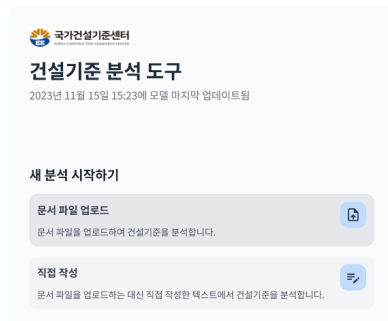 국가건설기준센터
KOREA CONSTRUCTION STANDARDS CENTER
건설기준 분석 도구
2023년 11월 15일 15:23에 모델 마지막 업데이트됨
새 분석 시작하기
문서 파일 업로드
문서 파일을 업로드하여 건설기준을 분석합니다.
직접 작성
문서 파일을 업로드하는 대신 직접 작성한 텍스트에서 건설기준을 분석합니다.